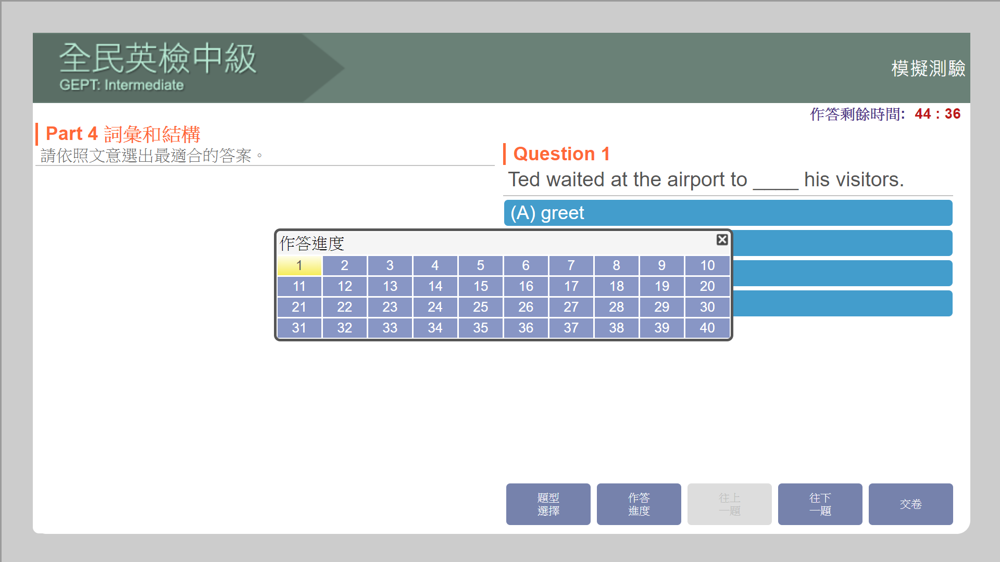 全民英檢中級
GEPT: Intermediate
模擬測驗
作答剩餘時間: 44 : 36
Part 4 詞彙和結構
請依照文意選出最適合的答案。
Question 1
Ted waited at the airport to ____ his visitors.
(A) greet
作答進度
1 2 3 4 5 6 7 8 9 10
11 12 13 14 15 16 17 18 19 20
21 22 23 24 25 26 27 28 29 30
31 32 33 34 35 36 37 38 39 40
題型
選擇
作答
進度
往上
一題
往下
一題
交卷